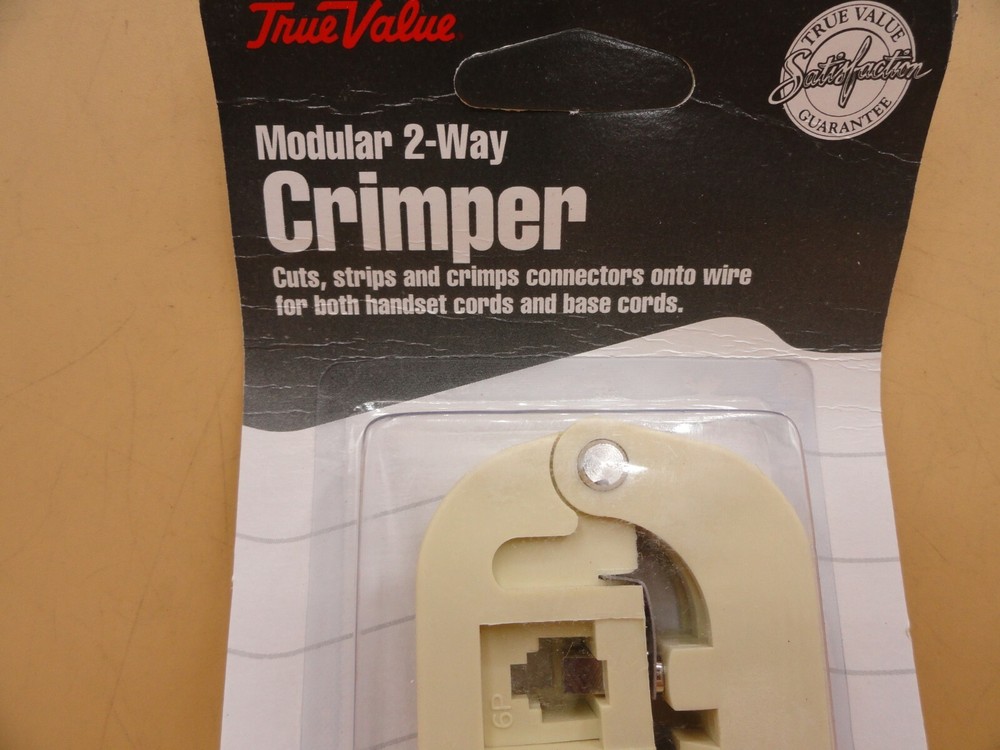 True Value
TRUE VALUE
Satisfaction
GUARANTEE
Modular 2-Way
Crimper
Cuts, strips and crimps connectors onto wire
for both handset cords and base cords.
6P